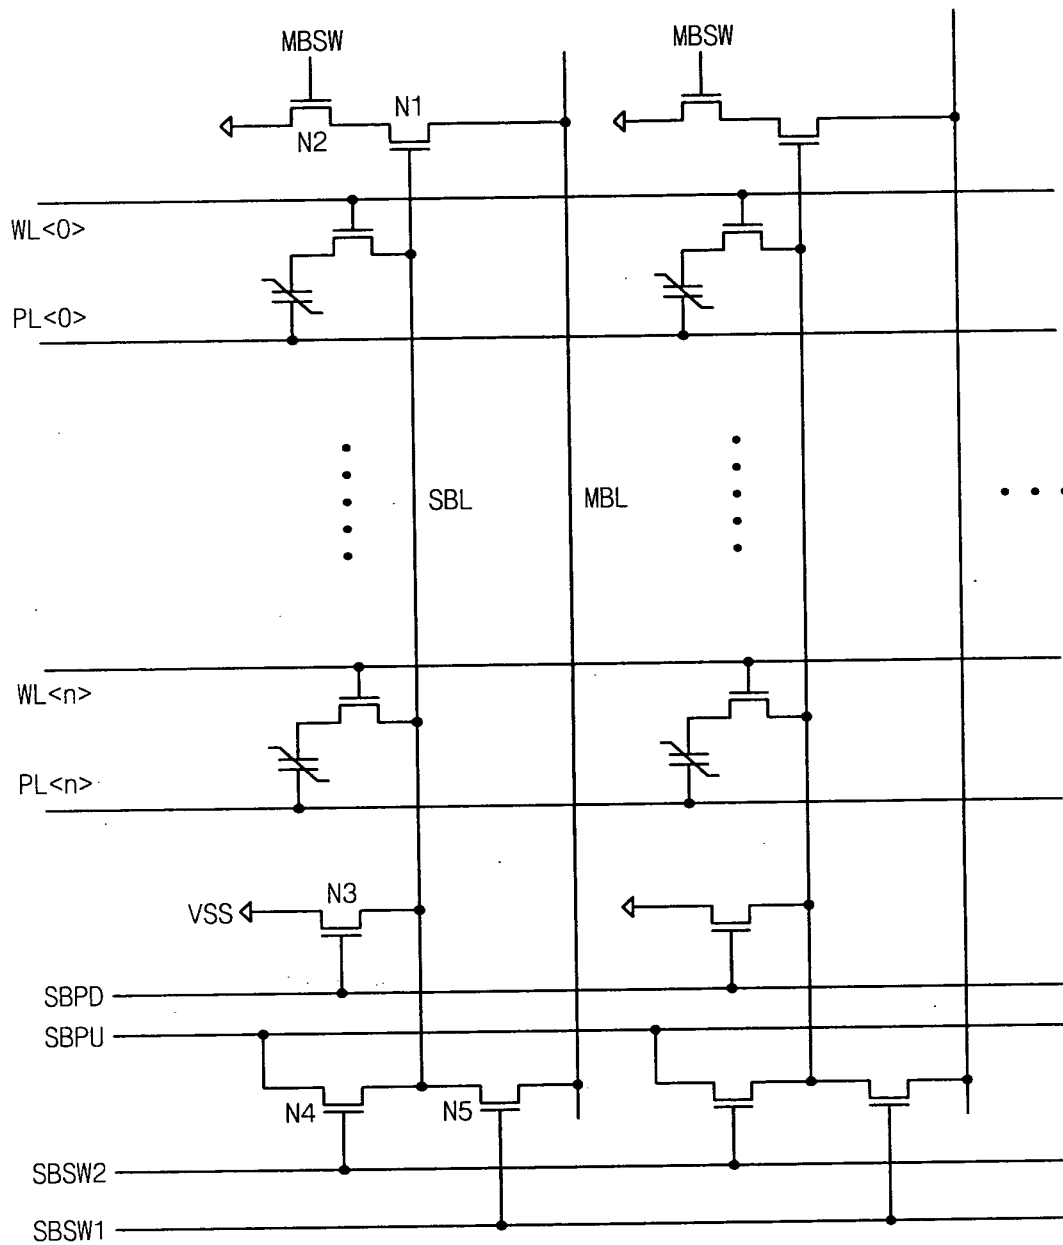 MBSW
MBSW
N1
N2
WL<0>
PL<0>
SBL
MBL
WL<n>
PL<n>
N3
VSS
SBPD
SBPU
N4
N5
SBSW2
SBSW1